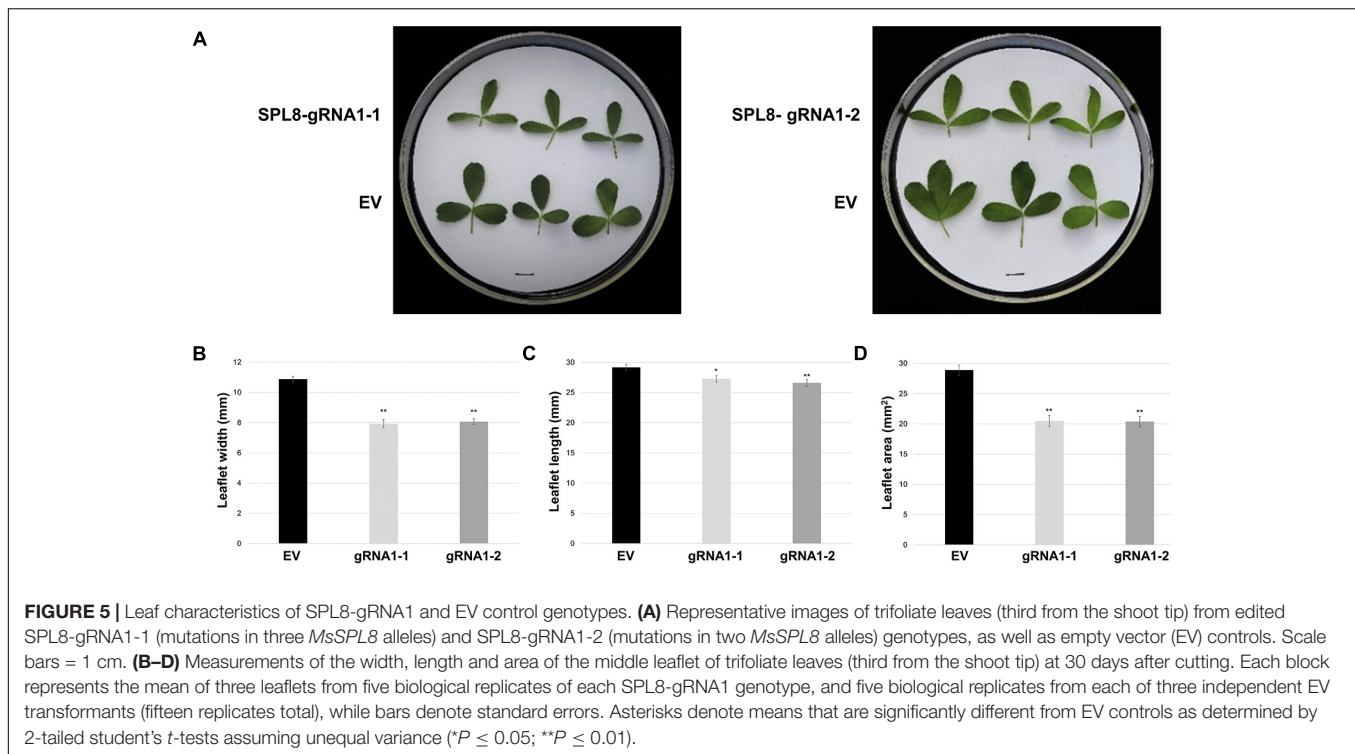 A
SPL8-gRNA1-1
EV
SPL8- gRNA1-2
EV
B
Leaflet width (mm)
12
10
8
6
4
2
0
**
**
EV
gRNA1-1
gRNA1-2
C
Leaflet length (mm)
30
25
20
15
10
5
0
*
**
EV
gRNA1-1
gRNA1-2
D
Leaflet area (mm²)
30
25
20
15
10
5
0
**
**
EV
gRNA1-1
gRNA1-2
FIGURE 5 | Leaf characteristics of SPL8-gRNA1 and EV control genotypes. (A) Representative images of trifoliate leaves (third from the shoot tip) from edited
SPL8-gRNA1-1 (mutations in three MsSPL8 alleles) and SPL8-gRNA1-2 (mutations in two MsSPL8 alleles) genotypes, as well as empty vector (EV) controls. Scale
bars = 1 cm. (B–D) Measurements of the width, length and area of the middle leaflet of trifoliate leaves (third from the shoot tip) at 30 days after cutting. Each block
represents the mean of three leaflets from five biological replicates of each SPL8-gRNA1 genotype, and five biological replicates from each of three independent EV
transformants (fifteen replicates total), while bars denote standard errors. Asterisks denote means that are significantly different from EV controls as determined by
2-tailed student's t-tests assuming unequal variance (*P ≤ 0.05; **P ≤ 0.01).